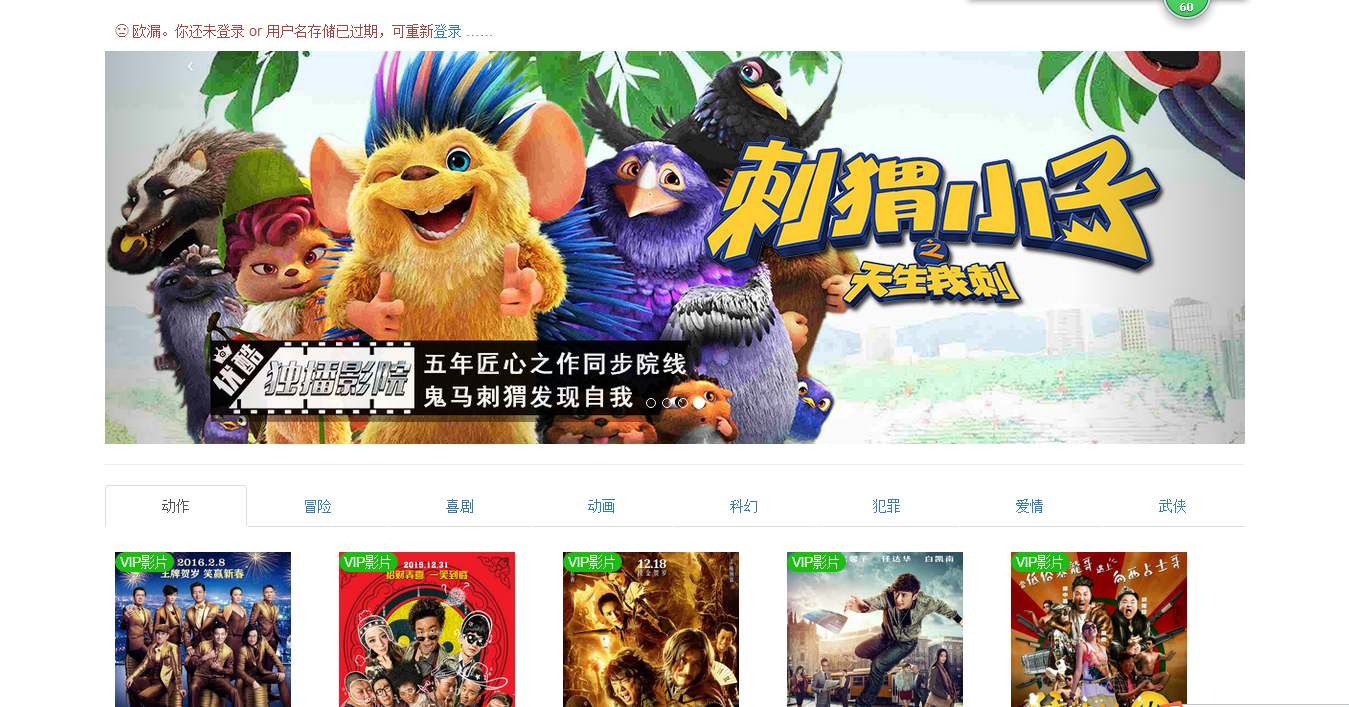 60
欧漏。你还未登录 or 用户名存储已过期，可重新登录 ……
刺猬小子
之
天生我刺
优酷
独播影院
五年匠心之作同步院线
鬼马刺猬发现自我
动作 冒险 喜剧 动画 科幻 犯罪 爱情 武侠
VIP影片 VIP影片 VIP影片 VIP影片 VIP影片
2016.2.8
王牌贺岁 笑赢新春
2015.12.31
招财弄喜 一笑到底
12.18
任达华 白凯南